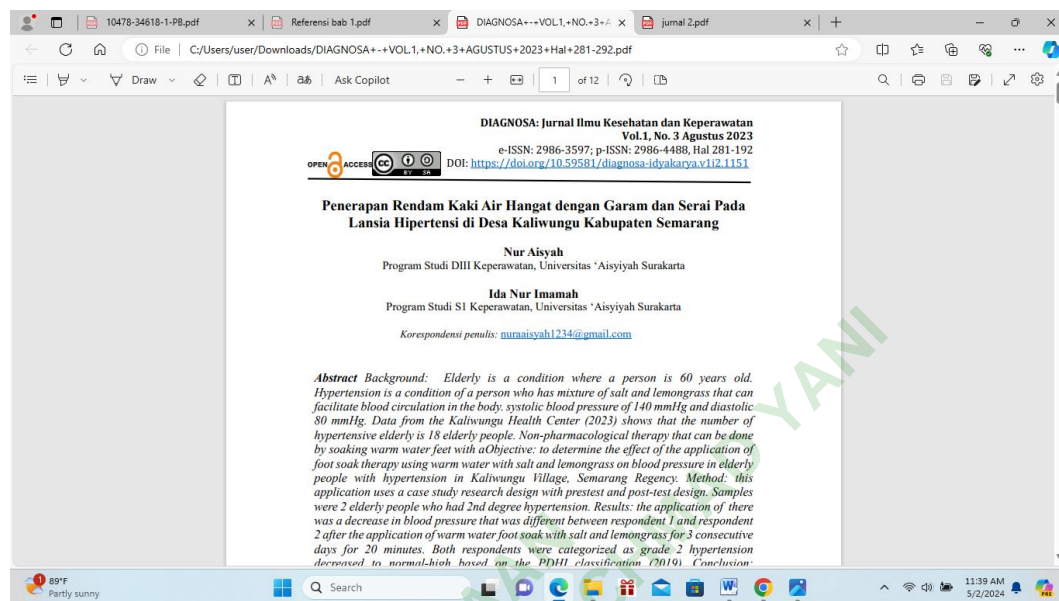 10478-34618-1-PB.pdf
Referensi bab 1.pdf
DIAGNOSA+-+VOL.1,+NO.+3+A
jurnal 2.pdf
File
C:/Users/user/Downloads/DIAGNOSA+-+VOL.1,+NO.+3+AGUSTUS+2023+Hal+281-292.pdf
Draw
Ask Copilot
1 of 12
DIAGNOSA: Jurnal Ilmu Kesehatan dan Keperawatan
Vol.1, No. 3 Agustus 2023
e-ISSN: 2986-3597; p-ISSN: 2986-4488, Hal 281-192
OPEN ACCESS CC BY SA DOI: https://doi.org/10.59581/diagnosa-idyakarya.v1i2.1151
Penerapan Rendam Kaki Air Hangat dengan Garam dan Serai Pada
Lansia Hipertensi di Desa Kaliwungu Kabupaten Semarang
Nur Aisyah
Program Studi DIII Keperawatan, Universitas ‘Aisyiyah Surakarta
Ida Nur Imamah
Program Studi S1 Keperawatan, Universitas ‘Aisyiyah Surakarta
Korespondensi penulis: nuraaisyah1234@gmail.com
Abstract Background: Elderly is a condition where a person is 60 years old.
Hypertension is a condition of a person who has mixture of salt and lemongrass that can
facilitate blood circulation in the body. systolic blood pressure of 140 mmHg and diastolic
80 mmHg. Data from the Kaliwungu Health Center (2023) shows that the number of
hypertensive elderly is 18 elderly people. Non-pharmacological therapy that can be done
by soaking warm water feet with aObjective: to determine the effect of the application of
foot soak therapy using warm water with salt and lemongrass on blood pressure in elderly
people with hypertension in Kaliwungu Village, Semarang Regency. Method: this
application uses a case study research design with prestest and post-test design. Samples
were 2 elderly people who had 2nd degree hypertension. Results: the application of there
was a decrease in blood pressure that was different between respondent 1 and respondent
2 after the application of warm water foot soak with salt and lemongrass for 3 consecutive
days for 20 minutes. Both respondents were categorized as grade 2 hypertension
decreased to normal-high based on the PDHI classification (2019). Conclusion:
89°F
Partly sunny
Search
11:39 AM
5/2/2024